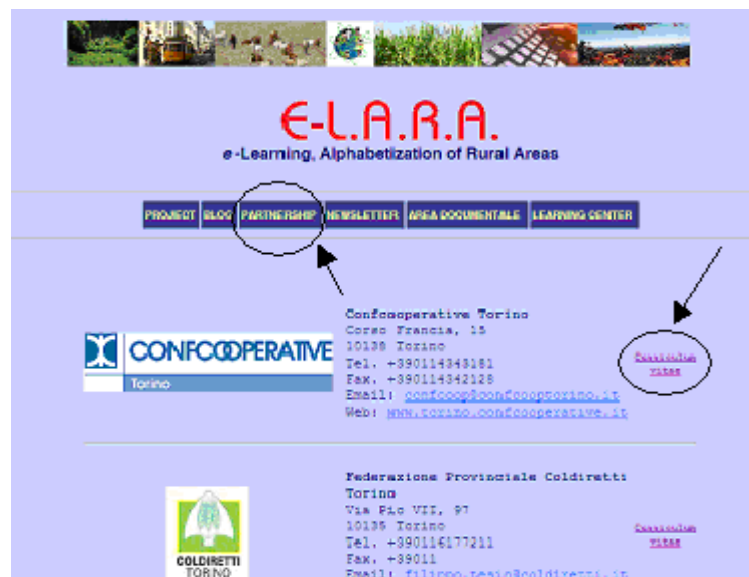 E-L.A.R.A.
e-Learning, Alphabetization of Rural Areas
PROJECT BLOG PARTNERSHIP NEWSLETTER AREA DOCUMENTALE LEARNING CENTER
CONFCOOPERATIVE
Torino
Confcooperative Torino
Corso Francia, 15
10138 Torino
Tel. +390114343181
Fax. +390114342128
Email: confcoop@confcooptorino.it
Web: www.torino.confcooperative.it
Curriculum
vitae
COLDIRETTI
TORINO
Federazione Provinciale Coldiretti
Torino
Via Pio VII, 97
10135 Torino
Tel. +390116177211
Fax. +39011
Email:
Curriculum
vitae